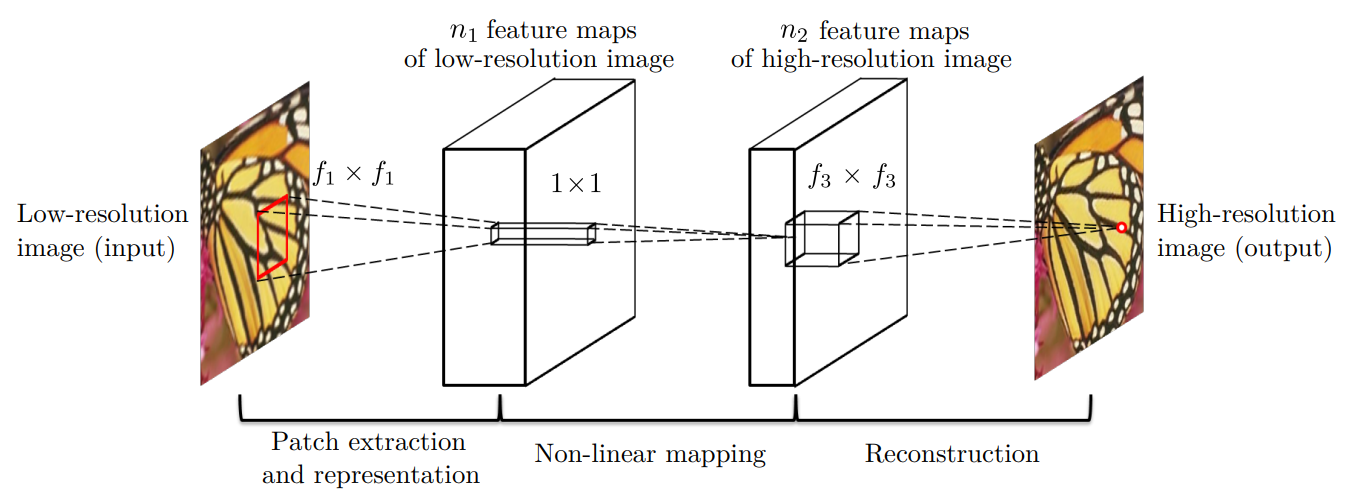 n₁ feature maps
of low-resolution image
n₂ feature maps
of high-resolution image
f₁ × f₁
1×1
f₃ × f₃
Low-resolution
image (input)
High-resolution
image (output)
Patch extraction
and representation
Non-linear mapping
Reconstruction